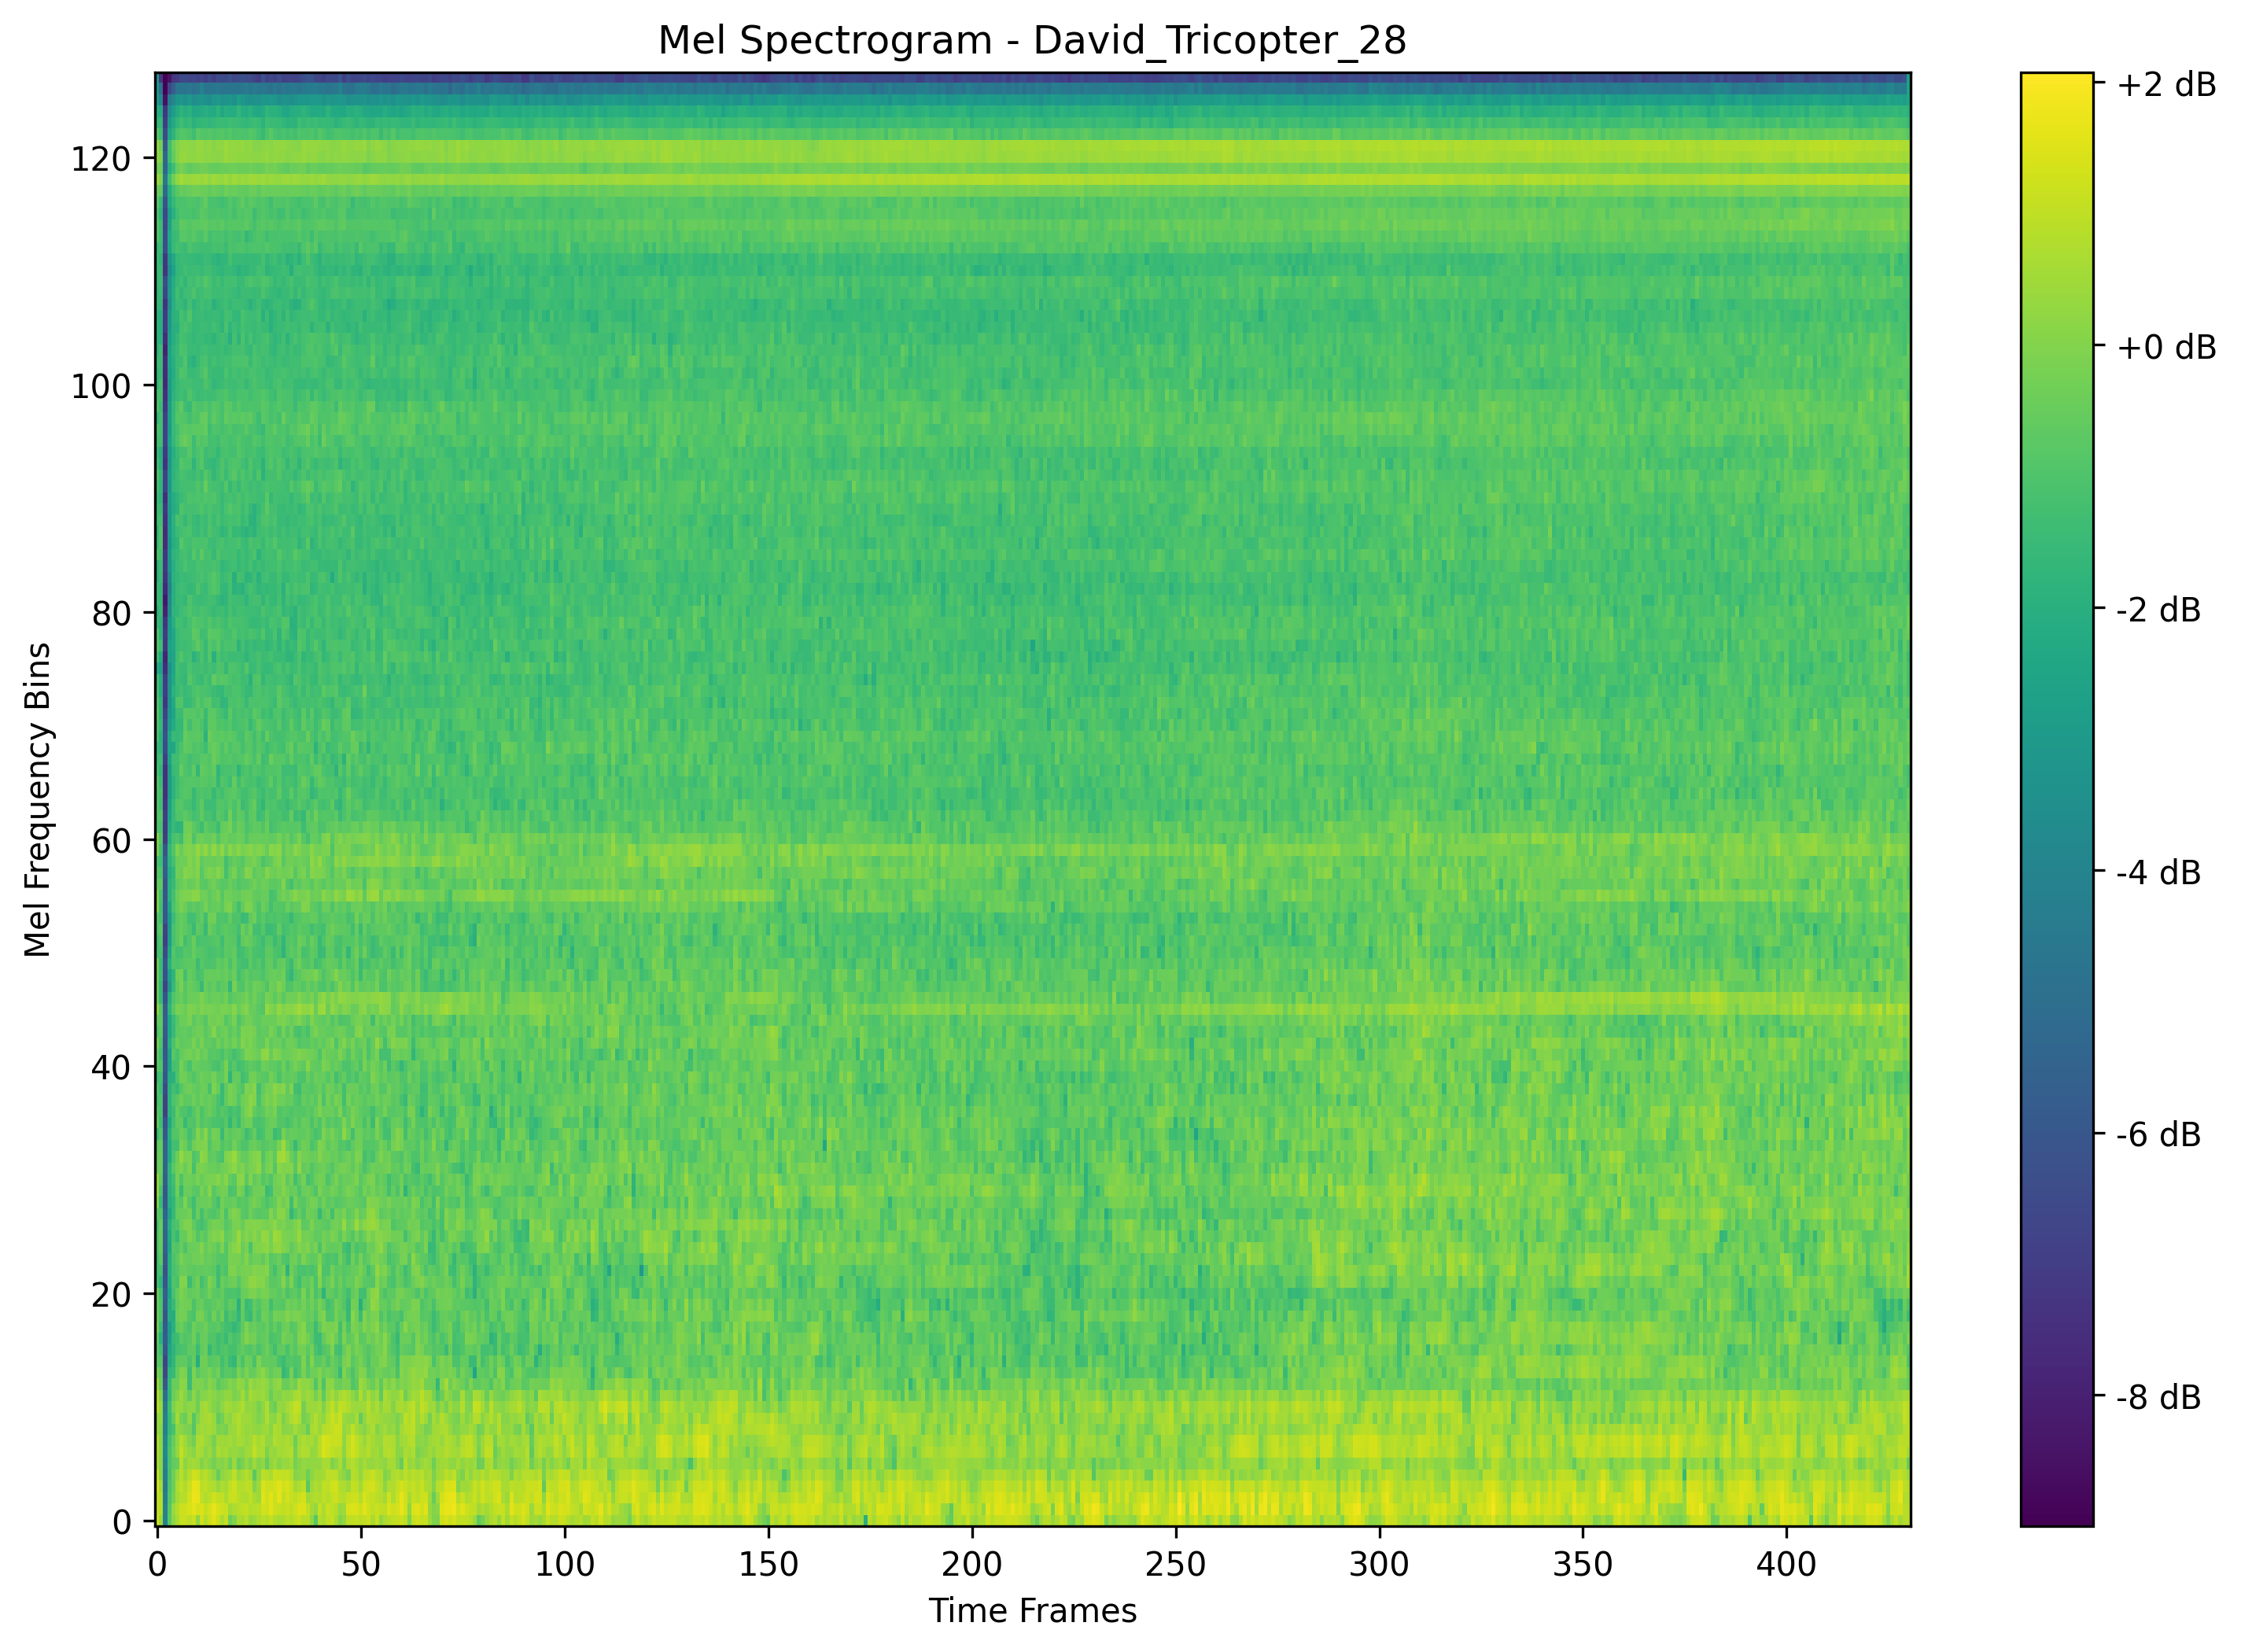 Mel Spectrogram - David_Tricopter_28
Mel Frequency Bins
120
100
80
60
40
20
0
0 50 100 150 200 250 300 350 400
Time Frames
+2 dB
+0 dB
-2 dB
-4 dB
-6 dB
-8 dB